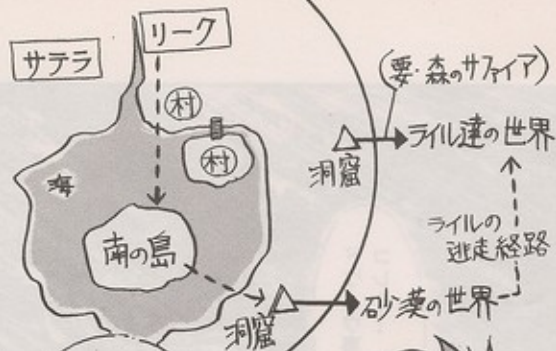 サテラ
リーク
村
村
海
南の島
洞窟
(要・森のサファイア)
ライル達の世界
ライルの
逃走経路
洞窟
砂漠の世界